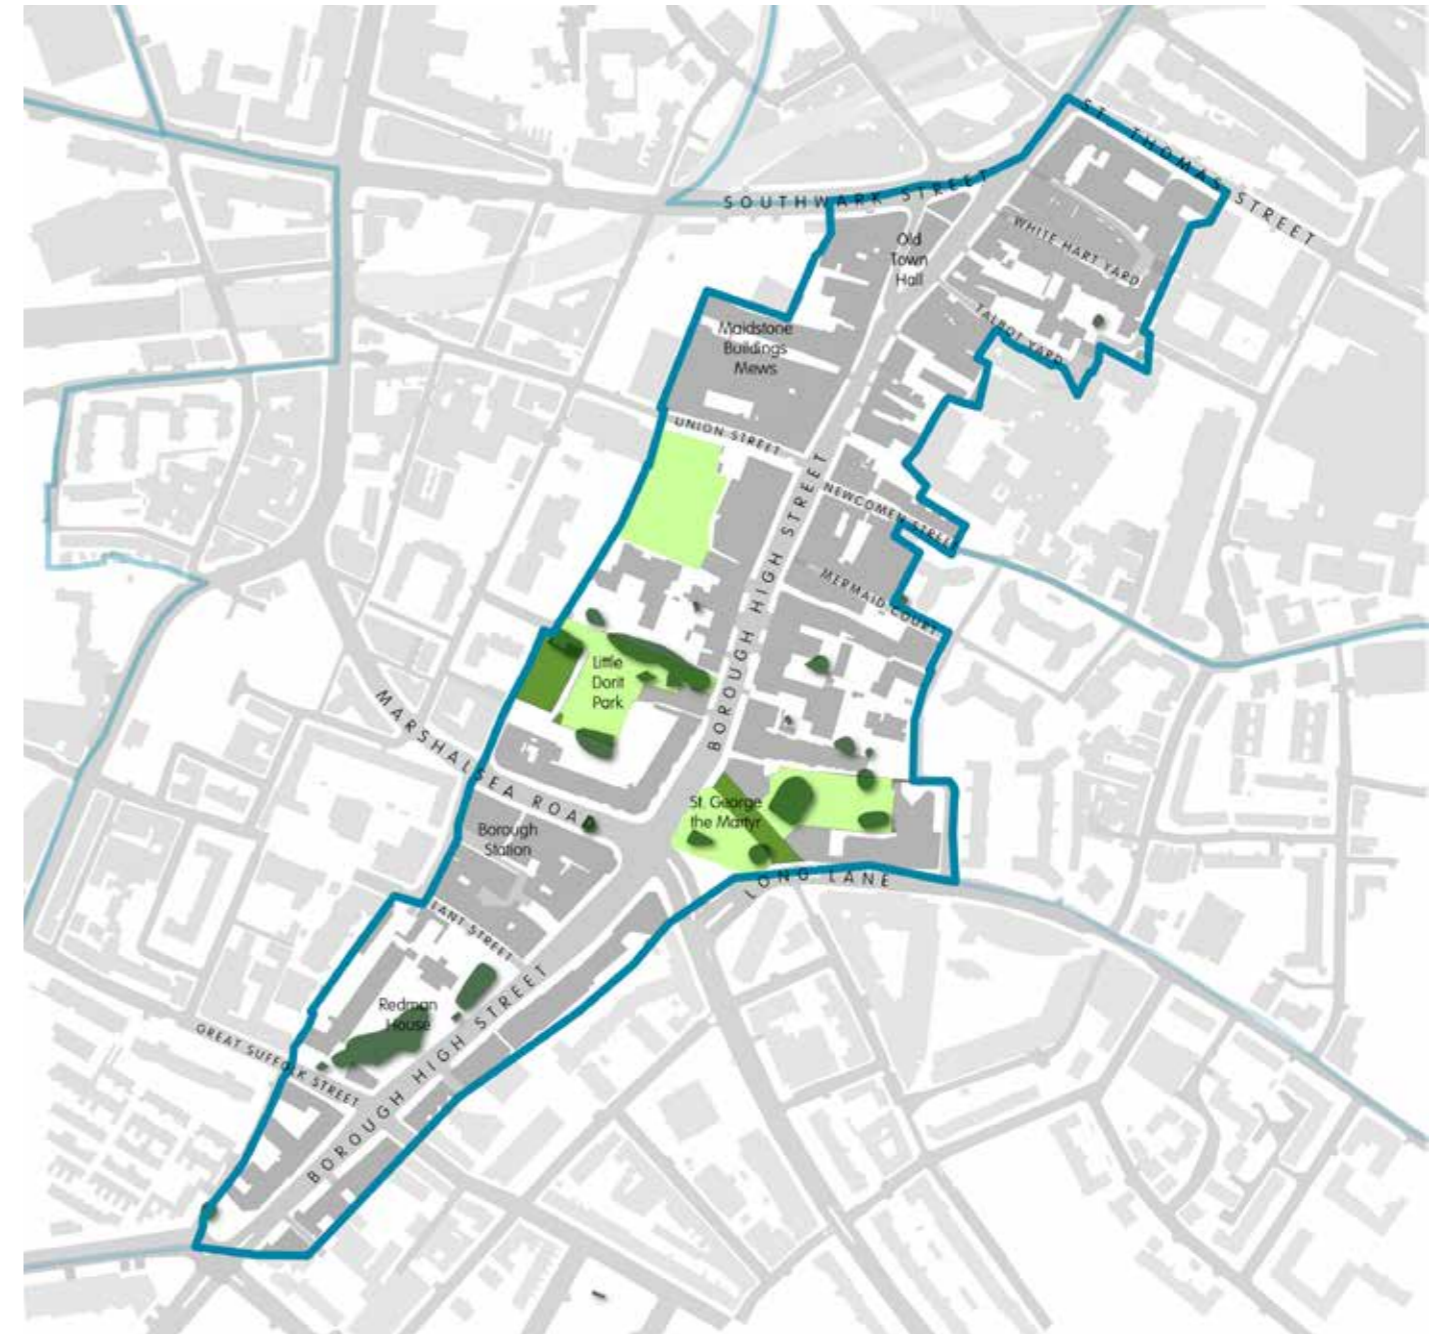 ST. THOMAS STREET
SOUTHWARK STREET
WHITE HART YARD
Old
Town
Hall
TALBOT YARD
Maidstone
Buildings
Mews
UNION STREET
NEWCOMEN STREET
BOROUGH HIGH STREET
MERMAID COURT
Little
Dorit
Park
MARSHALSEA ROAD
St. George
the Martyr
Borough
Station
LONG LANE
LANT STREET
Redman
House
BOROUGH HIGH STREET
GREAT SUFFOLK STREET